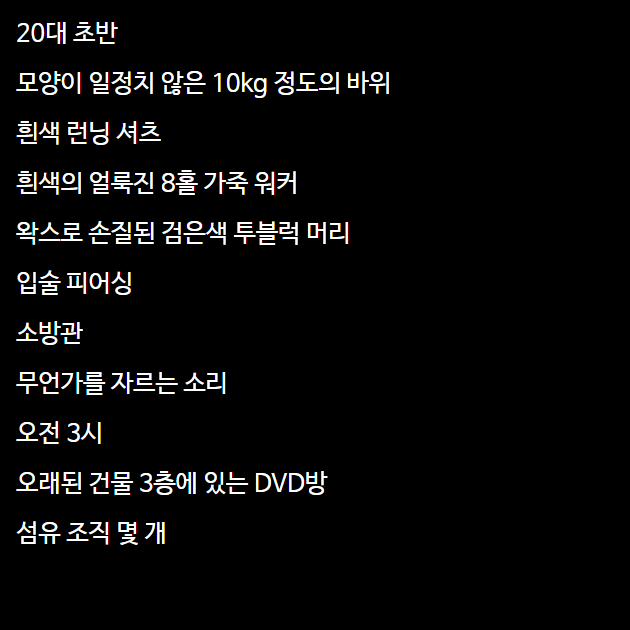 20대 초반
모양이 일정치 않은 10kg 정도의 바위
흰색 런닝 셔츠
흰색의 얼룩진 8홀 가죽 워커
왁스로 손질된 검은색 투블럭 머리
입술 피어싱
소방관
무언가를 자르는 소리
오전 3시
오래된 건물 3층에 있는 DVD방
섬유 조직 몇 개